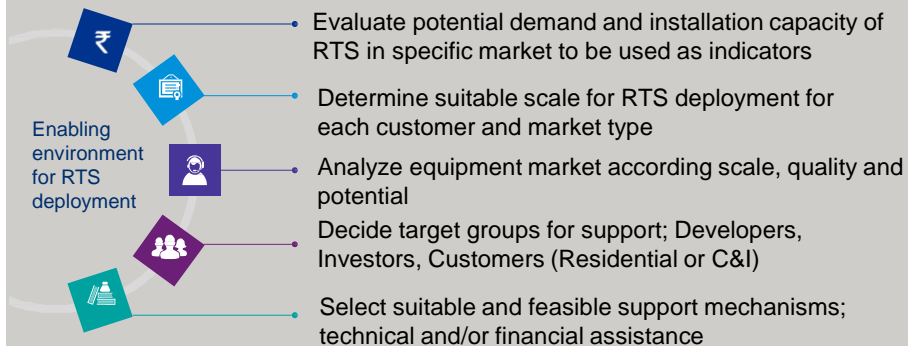 ₹
Enabling
environment
for RTS
deployment
Evaluate potential demand and installation capacity of
RTS in specific market to be used as indicators
Determine suitable scale for RTS deployment for
each customer and market type
Analyze equipment market according scale, quality and
potential
Decide target groups for support; Developers,
Investors, Customers (Residential or C&I)
Select suitable and feasible support mechanisms;
technical and/or financial assistance